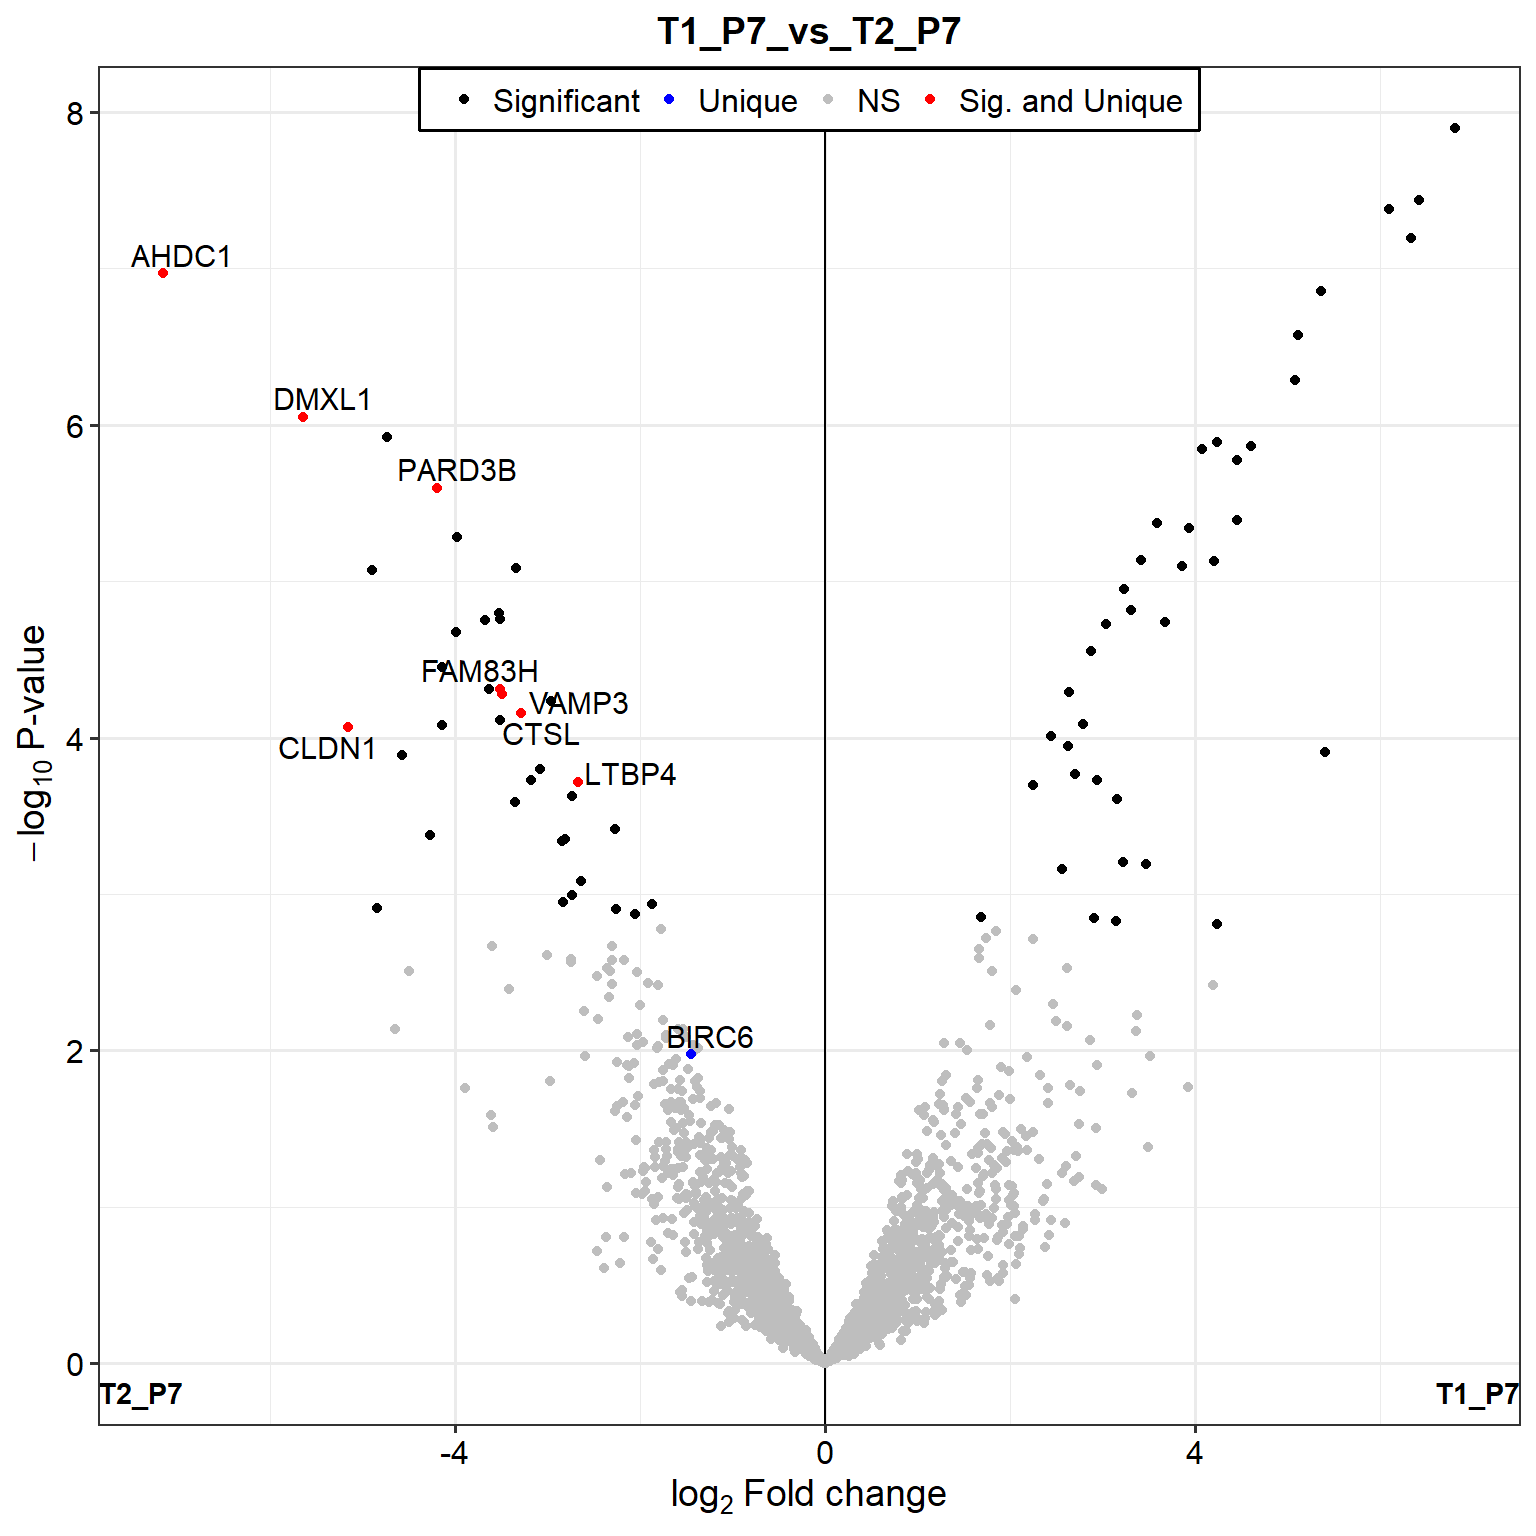 T1_P7_vs_T2_P7
Significant Unique NS Sig. and Unique
8
AHDC1
DMXL1
6
PARD3B
FAM83H
VAMP3
CTSL
4
CLDN1
LTBP4
BIRC6
2
0
T2_P7 T1_P7
-4 0 4
log2 Fold change
−log10 P-value